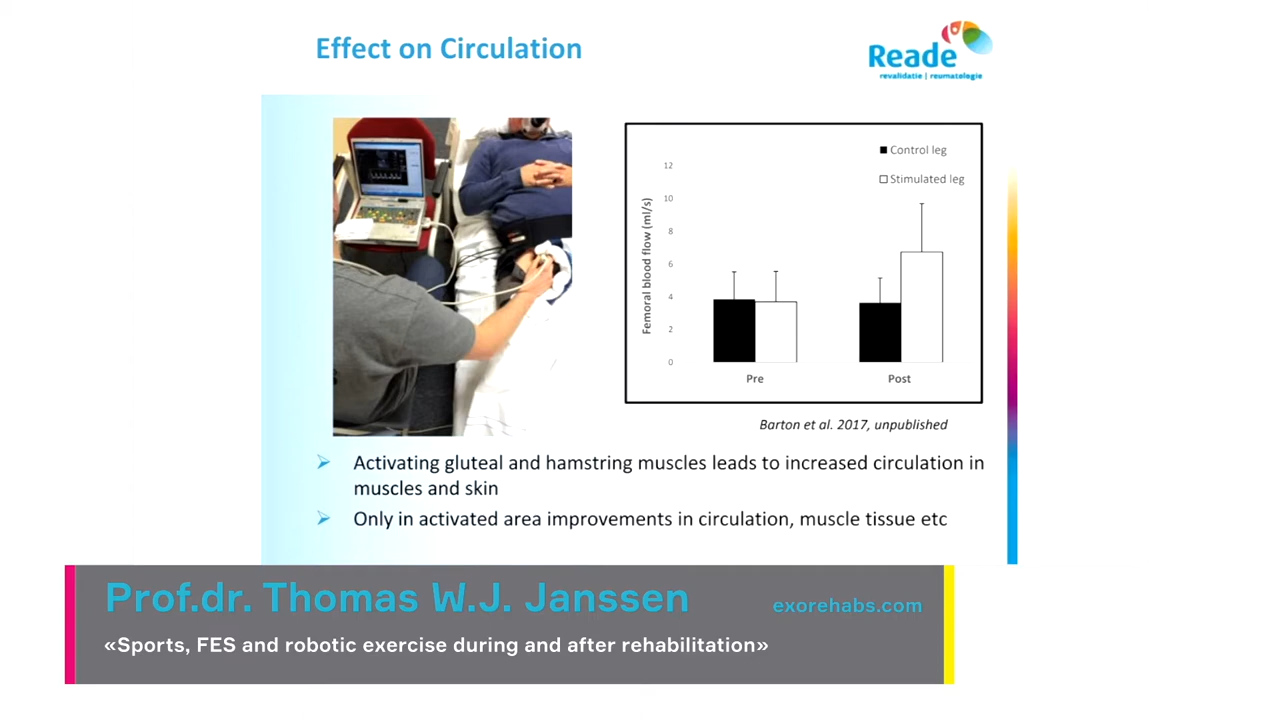 Effect on Circulation
Reade
revalidatie | reumatologie
Control leg
Stimulated leg
12
10
8
6
4
2
0
Femoral blood flow (ml/s)
Pre
Post
Barton et al. 2017, unpublished
Activating gluteal and hamstring muscles leads to increased circulation in
muscles and skin
Only in activated area improvements in circulation, muscle tissue etc
Prof.dr. Thomas W.J. Janssen
exorehabs.com
«Sports, FES and robotic exercise during and after rehabilitation»